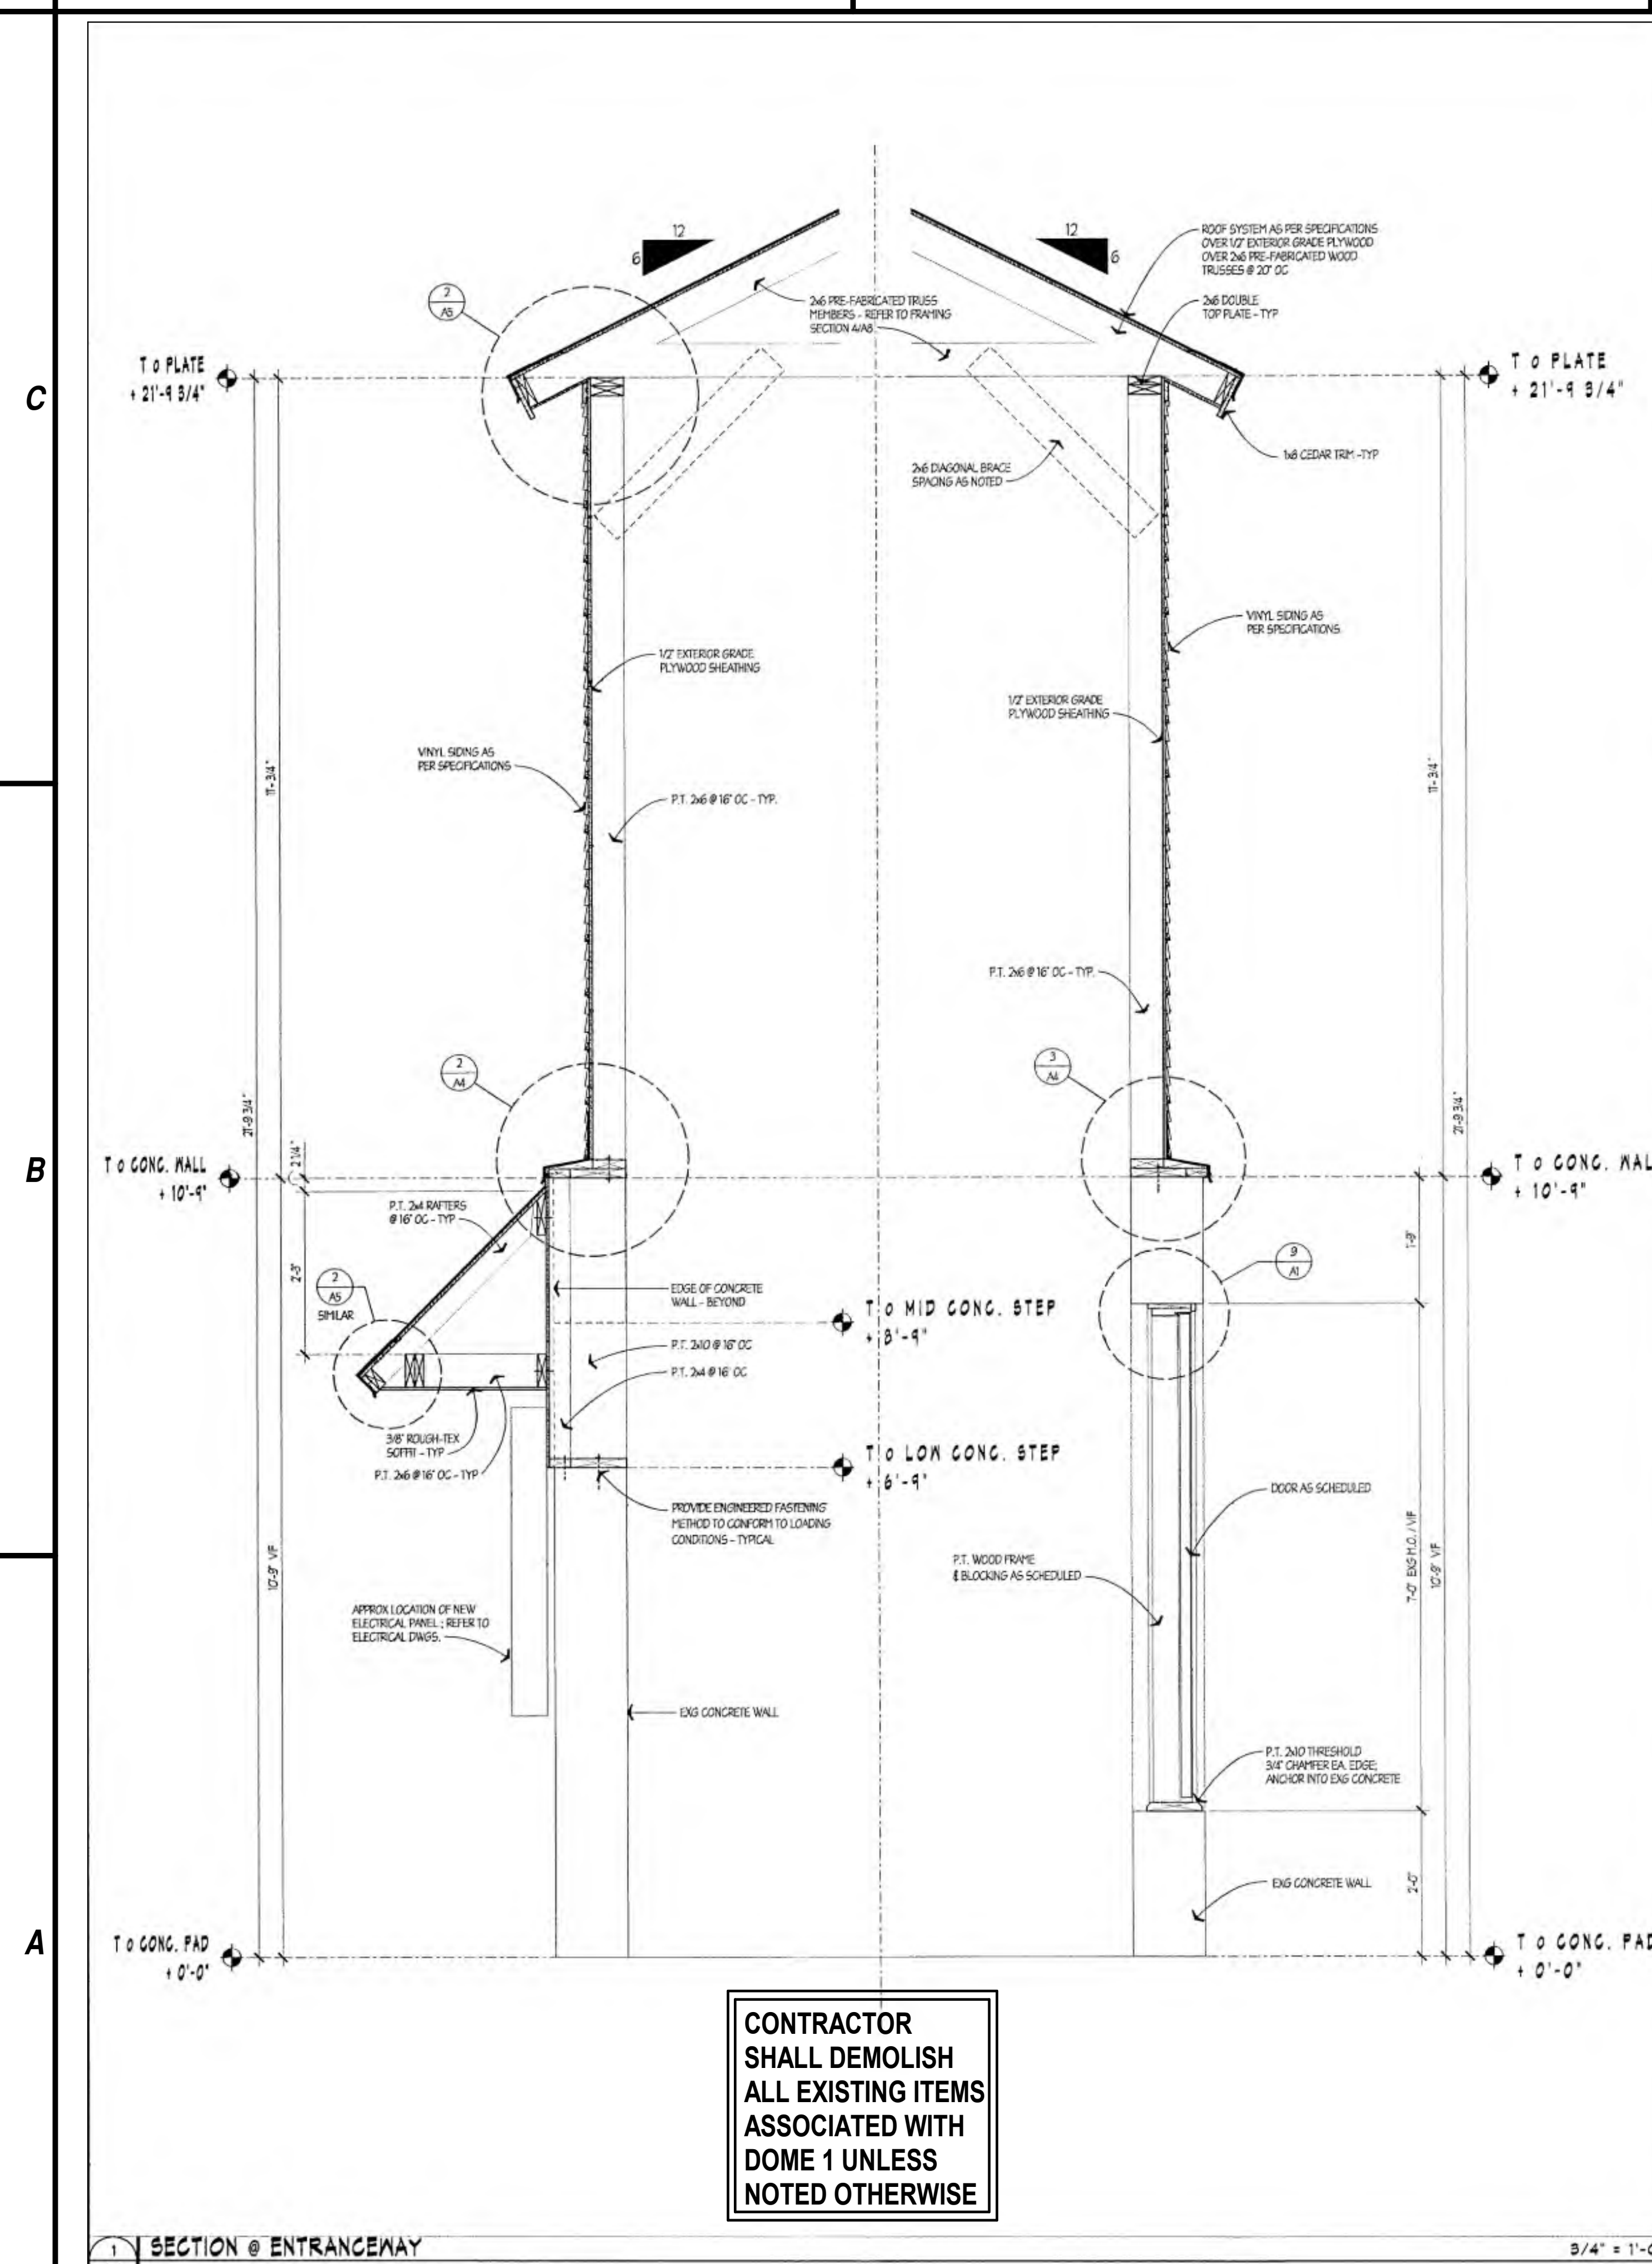 12
6
12
6
ROOF SYSTEM AS PER SPECIFICATIONS
OVER 1/2" EXTERIOR GRADE PLYWOOD
OVER 2x6 PRE-FABRICATED WOOD
TRUSSES @ 20" OC
2
A5
2x6 PRE-FABRICATED TRUSS
MEMBERS - REFER TO FRAMING
SECTION 4/A8
2x6 DOUBLE
TOP PLATE - TYP
T o PLATE
+ 21'-9 3/4"
T o PLATE
+ 21'-9 3/4"
C
2x6 DIAGONAL BRACE
SPACING AS NOTED
1x8 CEDAR TRIM -TYP
VINYL SIDING AS
PER SPECIFICATIONS
1/2" EXTERIOR GRADE
PLYWOOD SHEATHING
1/2" EXTERIOR GRADE
PLYWOOD SHEATHING
VINYL SIDING AS
PER SPECIFICATIONS
11'-3/4"
11'-3/4"
P.T. 2x6 @ 16" OC - TYP.
P.T. 2x6 @ 16" OC - TYP.
2
A4
3
A4
21'-9 3/4"
21'-9 3/4"
B
T o CONC. WALL
+ 10'-9"
2 1/4"
T o CONC. WAL
+ 10'-9"
P.T. 2x4 RAFTERS
@ 16" OC - TYP
1'-9"
2'-3"
2
A5
SIMILAR
9
A1
EDGE OF CONCRETE
WALL - BEYOND
T o MID CONC. STEP
+ 8'-9"
P.T. 2x10 @ 16" OC
P.T. 2x4 @ 16" OC
3/8" ROUGH-TEX
SOFFIT - TYP
P.T. 2x6 @ 16" OC - TYP
T o LOW CONC. STEP
+ 6'-9"
DOOR AS SCHEDULED
PROVIDE ENGINEERED FASTENING
METHOD TO CONFORM TO LOADING
CONDITIONS - TYPICAL
P.T. WOOD FRAME
& BLOCKING AS SCHEDULED
7'-0" EXG M.O. / VIF
10'-9" VIF
10'-9" VIF
APPROX LOCATION OF NEW
ELECTRICAL PANEL ; REFER TO
ELECTRICAL DWGS.
EXG CONCRETE WALL
P.T. 2x10 THRESHOLD
3/4" CHAMFER EA. EDGE;
ANCHOR INTO EXG CONCRETE
2'-0"
EXG CONCRETE WALL
A
T o CONC. PAD
+ 0'-0"
T o CONC. PAD
+ 0'-0"
CONTRACTOR
SHALL DEMOLISH
ALL EXISTING ITEMS
ASSOCIATED WITH
DOME 1 UNLESS
NOTED OTHERWISE
1 SECTION @ ENTRANCEWAY
3/4" = 1'-0